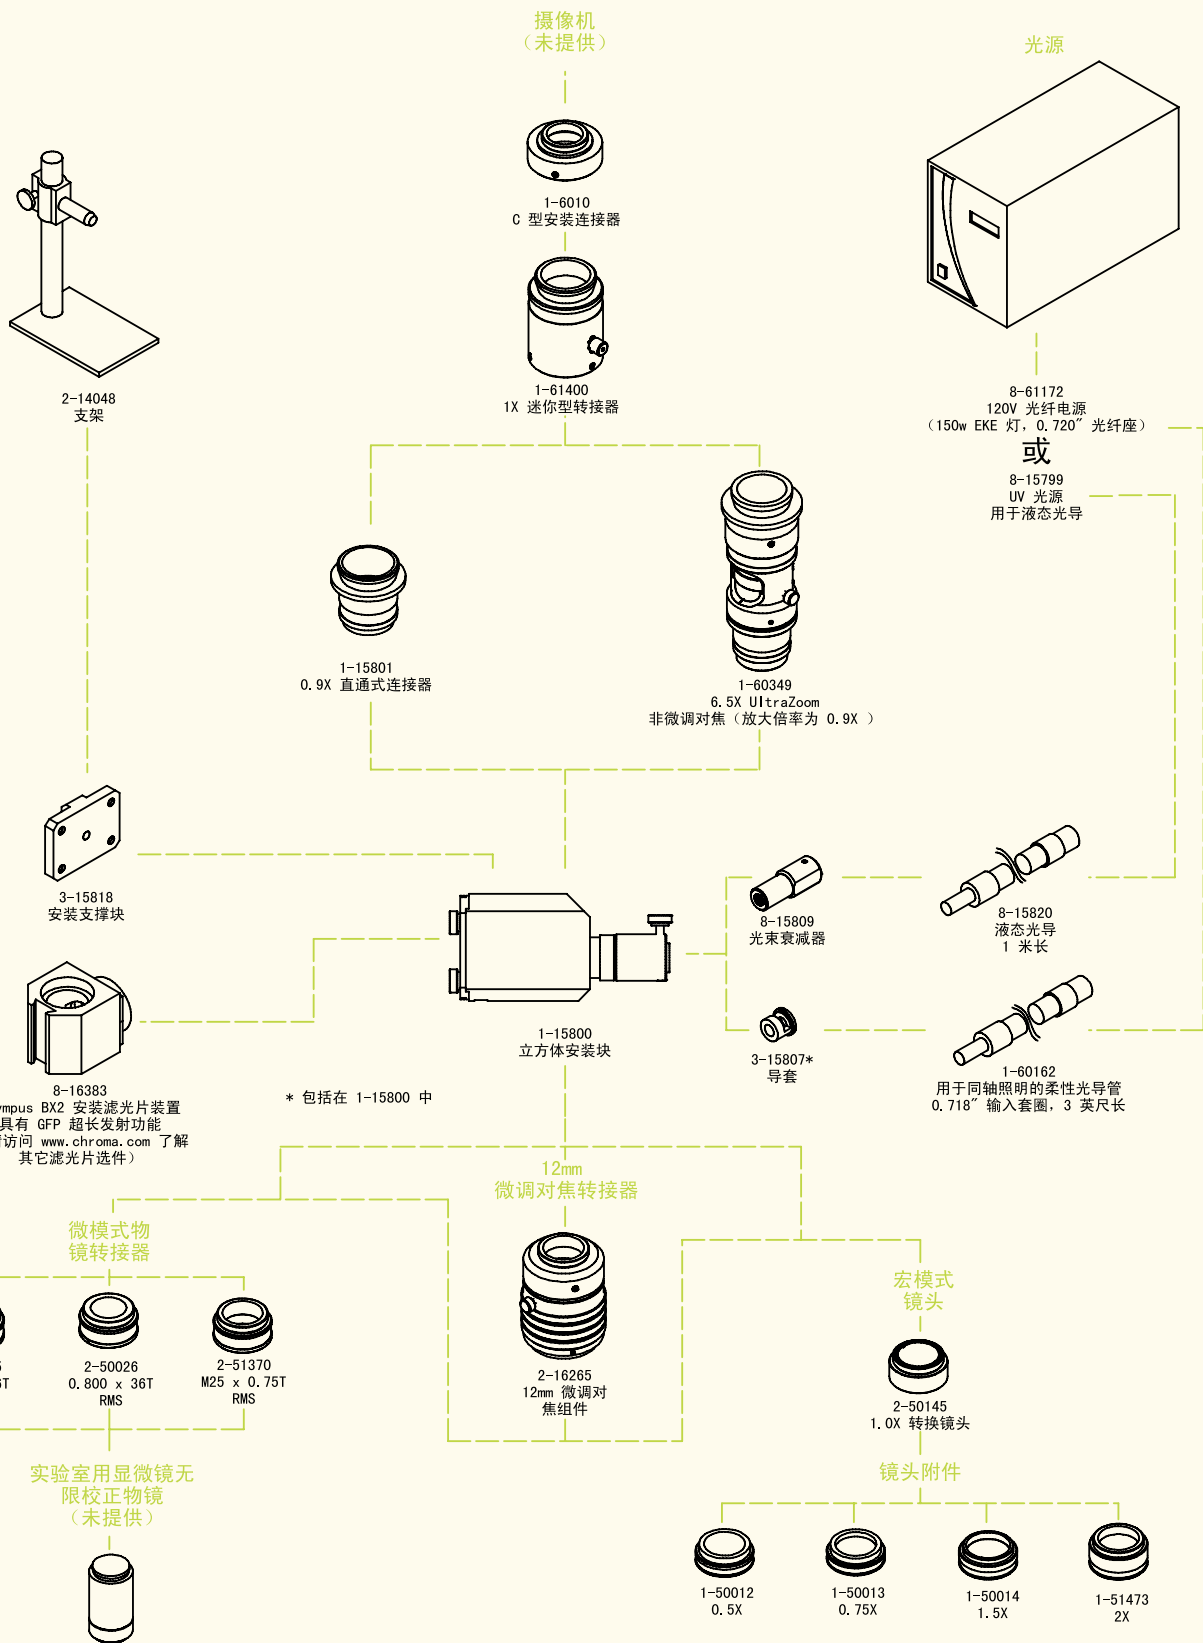 摄像机
（未提供）
光源
1-6010
C 型安装连接器
1-61400
1X 迷你型转接器
2-14048
支架
8-61172
120V 光纤电源
（150w EKE 灯, 0.720″ 光纤座）
或
8-15799
UV 光源
用于液态光导
1-15801
0.9X 直通式连接器
1-60349
6.5X UltraZoom
非微调对焦（放大倍率为 0.9X ）
3-15818
安装支撑块
8-15809
光束衰减器
8-15820
液态光导
1 米长
1-15800
立方体安装块
3-15807*
导套
1-60162
用于同轴照明的柔性光导管
0.718″ 输入套圈, 3 英尺长
8-16383
mpus BX2 安装滤光片装置
具有 GFP 超长发射功能
访问 www.chroma.com 了解
其它滤光片选件）
* 包括在 1-15800 中
12mm
微调对焦转接器
微模式物
镜转接器
宏模式
镜头
2-50026
0.800 x 36T
RMS
2-51370
M25 x 0.75T
RMS
2-16265
12mm 微调对
焦组件
2-50145
1.0X 转换镜头
实验室用显微镜无
限校正物镜
（未提供）
镜头附件
1-50012
0.5X
1-50013
0.75X
1-50014
1.5X
1-51473
2X